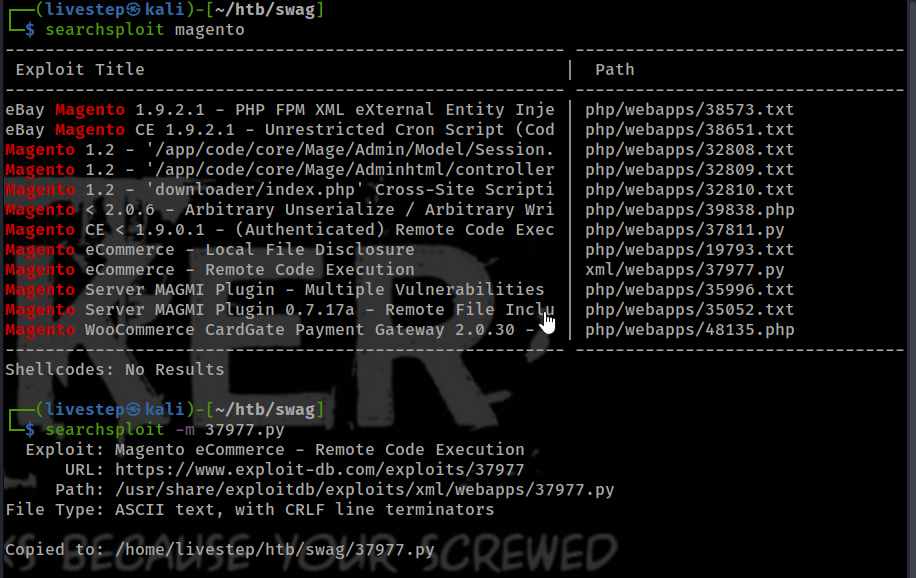 ┌──(livestep㉿kali)-[~/htb/swag]
└─$ searchsploit magento
---------------------------------------------------------- ---------------------------------
 Exploit Title | Path
---------------------------------------------------------- ---------------------------------
eBay Magento 1.9.2.1 - PHP FPM XML eXternal Entity Inje | php/webapps/38573.txt
eBay Magento CE 1.9.2.1 - Unrestricted Cron Script (Cod | php/webapps/38651.txt
Magento 1.2 - '/app/code/core/Mage/Admin/Model/Session. | php/webapps/32808.txt
Magento 1.2 - '/app/code/core/Mage/Adminhtml/controller | php/webapps/32809.txt
Magento 1.2 - 'downloader/index.php' Cross-Site Scripti | php/webapps/32810.txt
Magento < 2.0.6 - Arbitrary Unserialize / Arbitrary Wri | php/webapps/39838.php
Magento CE < 1.9.0.1 - (Authenticated) Remote Code Exec | php/webapps/37811.py
Magento eCommerce - Local File Disclosure | php/webapps/19793.txt
Magento eCommerce - Remote Code Execution | xml/webapps/37977.py
Magento Server MAGMI Plugin - Multiple Vulnerabilities | php/webapps/35996.txt
Magento Server MAGMI Plugin 0.7.17a - Remote File Inclu | php/webapps/35052.txt
Magento WooCommerce CardGate Payment Gateway 2.0.30 - | php/webapps/48135.php
---------------------------------------------------------- ---------------------------------
Shellcodes: No Results
┌──(livestep㉿kali)-[~/htb/swag]
└─$ searchsploit -m 37977.py
  Exploit: Magento eCommerce - Remote Code Execution
      URL: https://www.exploit-db.com/exploits/37977
     Path: /usr/share/exploitdb/exploits/xml/webapps/37977.py
File Type: ASCII text, with CRLF line terminators
Copied to: /home/livestep/htb/swag/37977.py
BECAUSE YOUR SCREWED